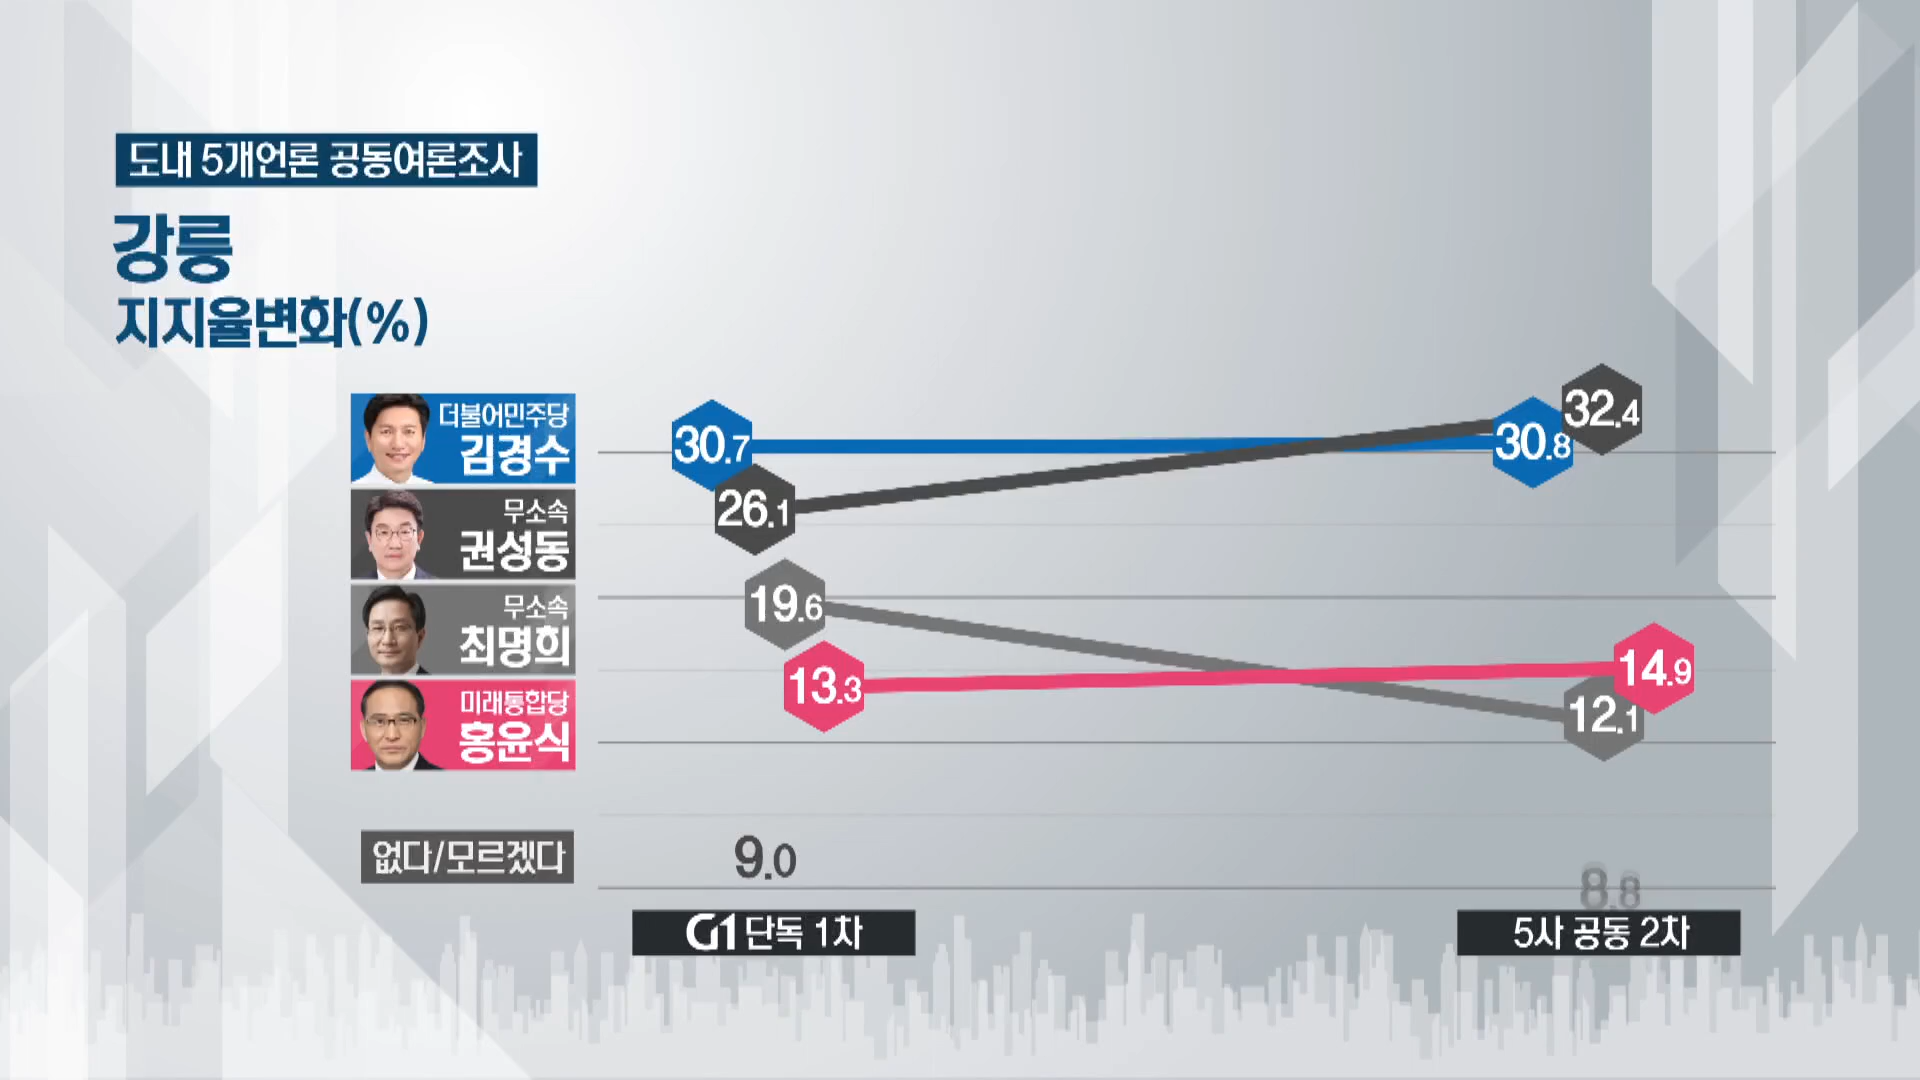 도내 5개언론 공동여론조사
강릉
지지율변화(%)
더불어민주당
김경수
무소속
권성동
무소속
최명희
미래통합당
홍윤식
없다/모르겠다
30.7
26.1
19.6
13.3
9.0
30.8
32.4
14.9
12.1
8.8
G1 단독 1차
5사 공동 2차